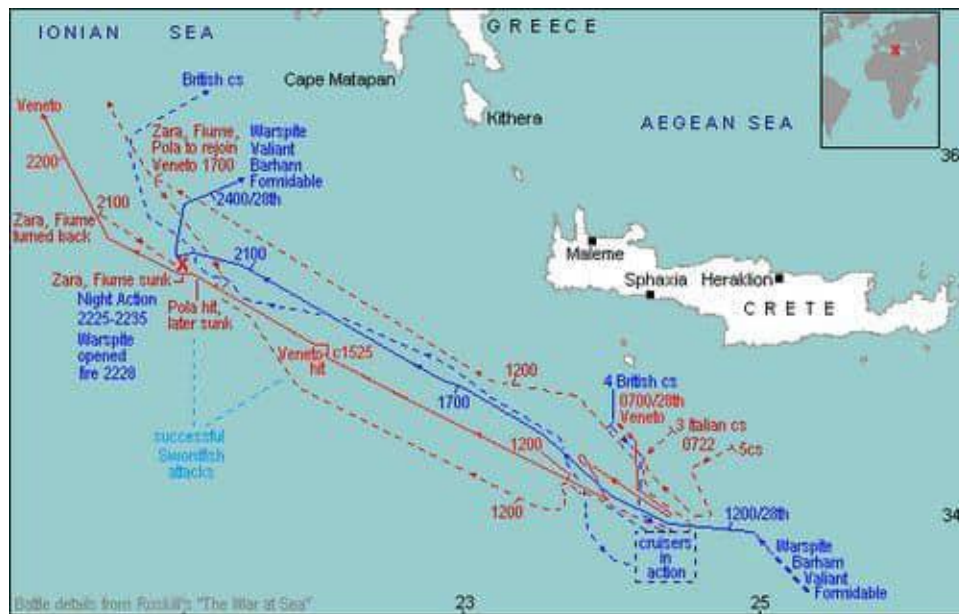 IONIAN SEA
GREECE
British cs
Cape Matapan
Veneto
Kithera
AEGEAN SEA
X
36
Zara, Fiume,
Pola to rejoin
Veneto 1700
Warspite
Valiant
Barham
Formidable
2200
2100
2400/28th
Zara, Fiume
turned back
2100
X
Zara, Fiume sunk
Maleme
Sphaxia
Heraklion
CRETE
Night Action
2225-2235
Warspite
opened
fire 2228
Pola hit,
later sunk
Veneto
hit
c1525
1700
1200
4 British cs
0700/28th
Veneto
3 Italian cs
0722
5cs
successful
Swordfish
attacks
1200
1200
1200/28th
34
cruisers
in
action
Warspite
Barham
Valiant
Formidable
Battle details from Roskill's "The War at Sea"
23
25